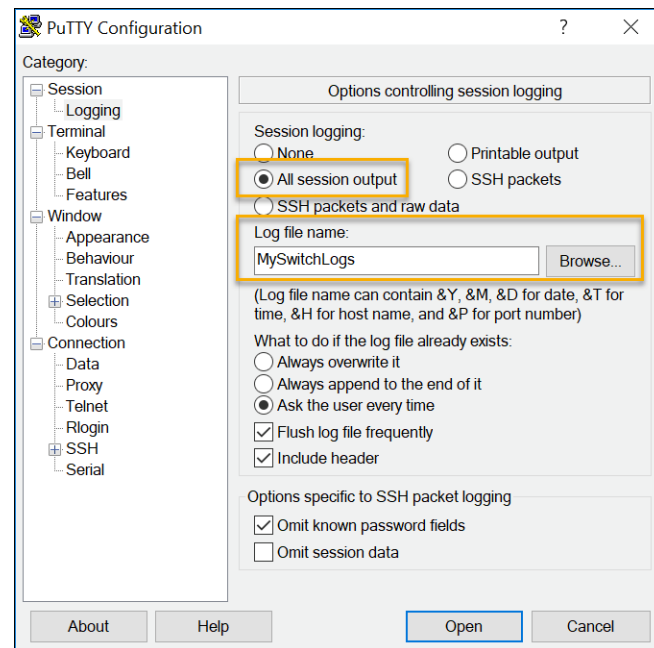 PuTTY Configuration
?
Category:
Session
Logging
Terminal
Keyboard
Bell
Features
Window
Appearance
Behaviour
Translation
Selection
Colours
Connection
Data
Proxy
Telnet
Rlogin
SSH
Serial
Options controlling session logging
Session logging:
None
Printable output
All session output
SSH packets
SSH packets and raw data
Log file name:
MySwitchLogs
Browse...
(Log file name can contain &Y, &M, &D for date, &T for
time, &H for host name, and &P for port number)
What to do if the log file already exists:
Always overwrite it
Always append to the end of it
Ask the user every time
Flush log file frequently
Include header
Options specific to SSH packet logging
Omit known password fields
Omit session data
About
Help
Open
Cancel